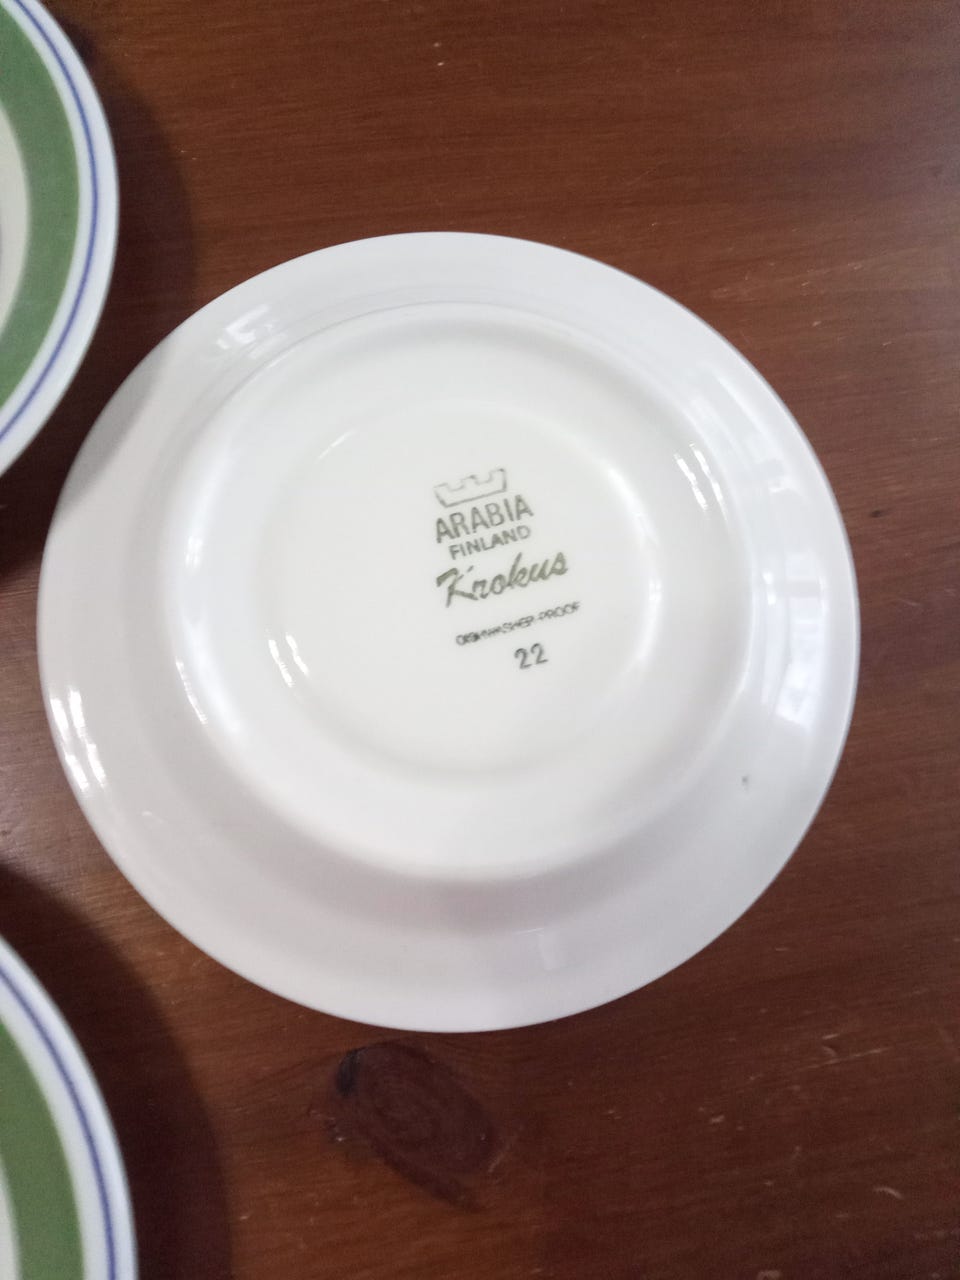 ARABIA
FINLAND
Krokus
DISHWASHER-PROOF
22